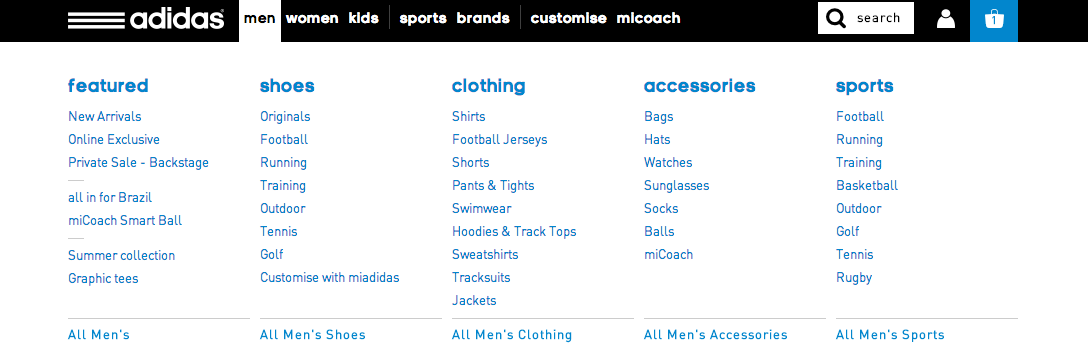 adidas® men women kids sports brands customise micoach search 1
featured
New Arrivals
Online Exclusive
Private Sale - Backstage
all in for Brazil
miCoach Smart Ball
Summer collection
Graphic tees
All Men's
shoes
Originals
Football
Running
Training
Outdoor
Tennis
Golf
Customise with miadidas
All Men's Shoes
clothing
Shirts
Football Jerseys
Shorts
Pants & Tights
Swimwear
Hoodies & Track Tops
Sweatshirts
Tracksuits
Jackets
All Men's Clothing
accessories
Bags
Hats
Watches
Sunglasses
Socks
Balls
miCoach
All Men's Accessories
sports
Football
Running
Training
Basketball
Outdoor
Golf
Tennis
Rugby
All Men's Sports